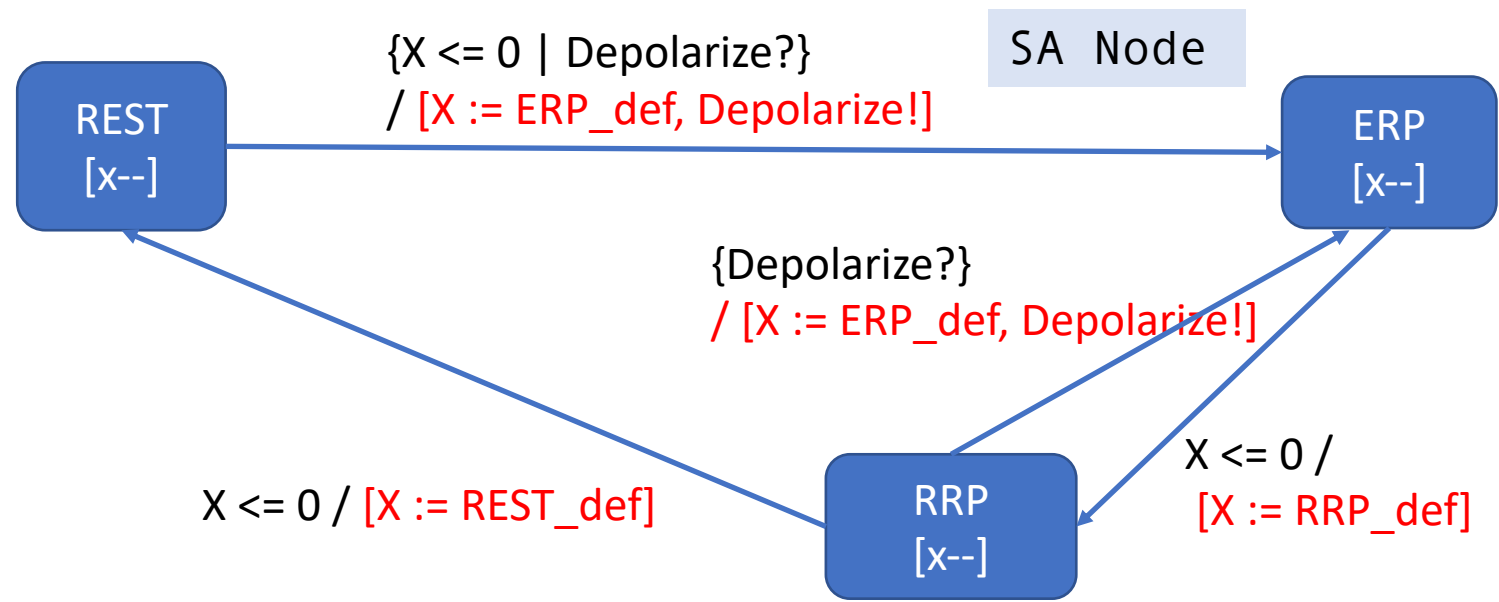 SA Node
{X <= 0 | Depolarize?}
/ [X := ERP_def, Depolarize!]
REST
[x--]
ERP
[x--]
{Depolarize?}
/ [X := ERP_def, Depolarize!]
X <= 0 /
[X := RRP_def]
X <= 0 / [X := REST_def]
RRP
[x--]